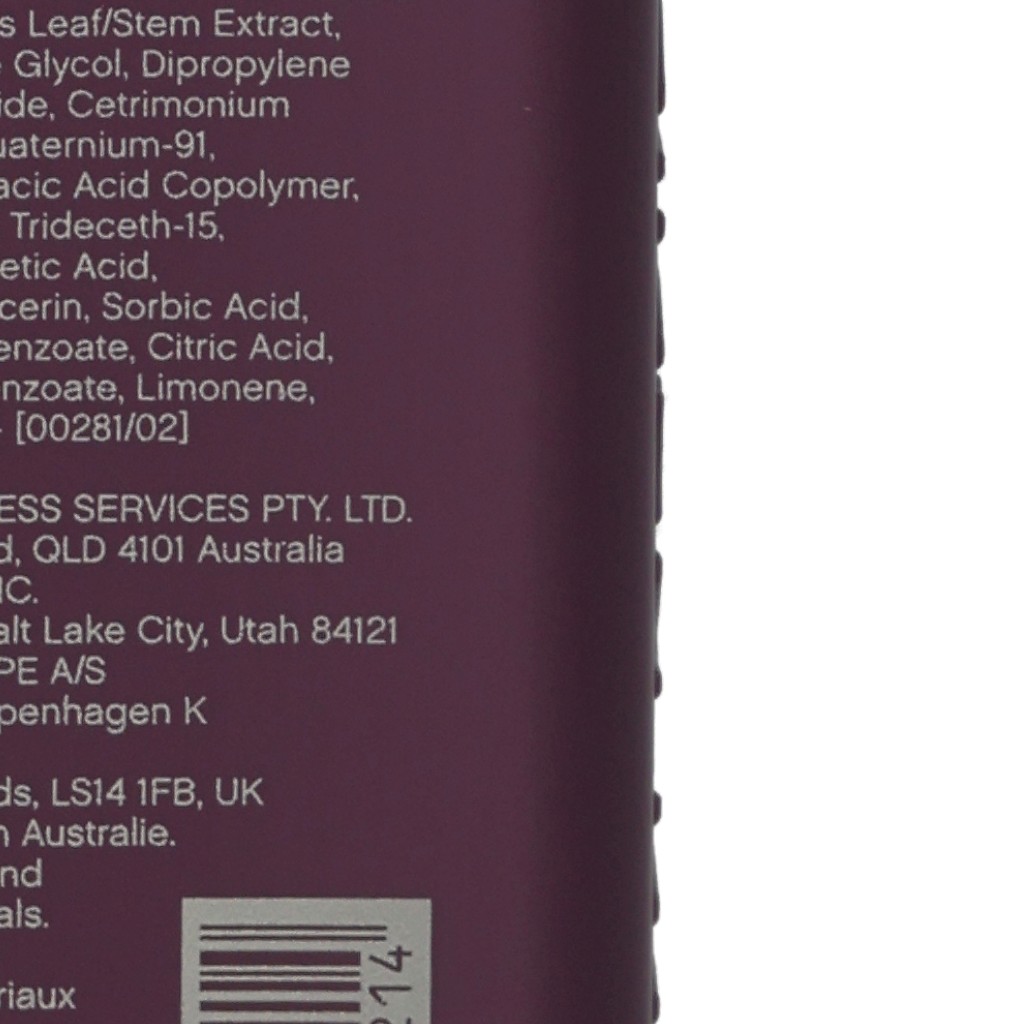 s Leaf/Stem Extract,
Glycol, Dipropylene
ide, Cetrimonium
uaternium-91,
acic Acid Copolymer,
Trideceth-15,
etic Acid,
cerin, Sorbic Acid,
enzoate, Citric Acid,
nzoate, Limonene,
[00281/02]
ESS SERVICES PTY. LTD.
d, QLD 4101 Australia
IC.
alt Lake City, Utah 84121
PE A/S
penhagen K
ds, LS14 1FB, UK
n Australie.
nd
als.
riaux
214